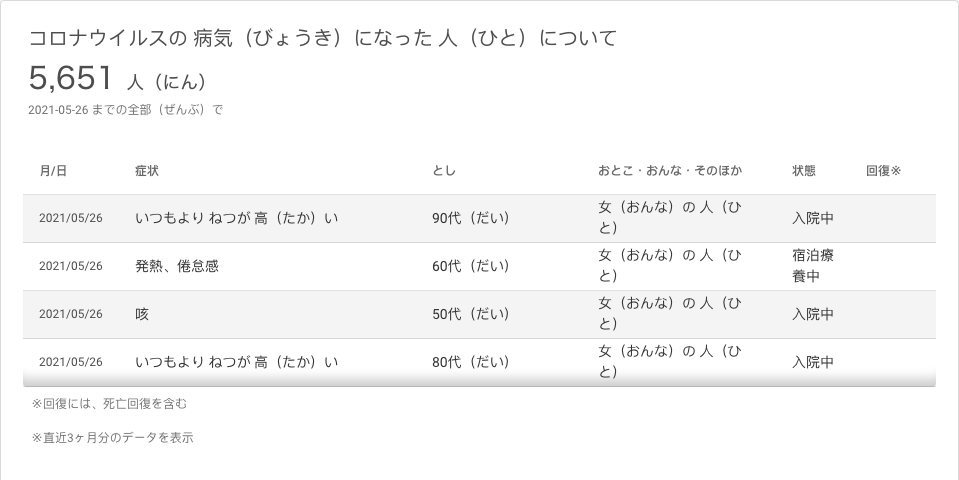 コロナウイルスの 病気（びょうき）になった 人（ひと）について
5,651 人（にん）
2021-05-26 までの全部（ぜんぶ）で
月/日 症状 とし おとこ・おんな・そのほか 状態 回復※
2021/05/26 いつもより ねつが 高（たか）い 90代（だい） 女（おんな）の 人（ひ
と） 入院中
2021/05/26 発熱、倦怠感 60代（だい） 女（おんな）の 人（ひ
と） 宿泊療
養中
2021/05/26 咳 50代（だい） 女（おんな）の 人（ひ
と） 入院中
2021/05/26 いつもより ねつが 高（たか）い 80代（だい） 女（おんな）の 人（ひ
と） 入院中
※回復には、死亡回復を含む
※直近3ヶ月分のデータを表示